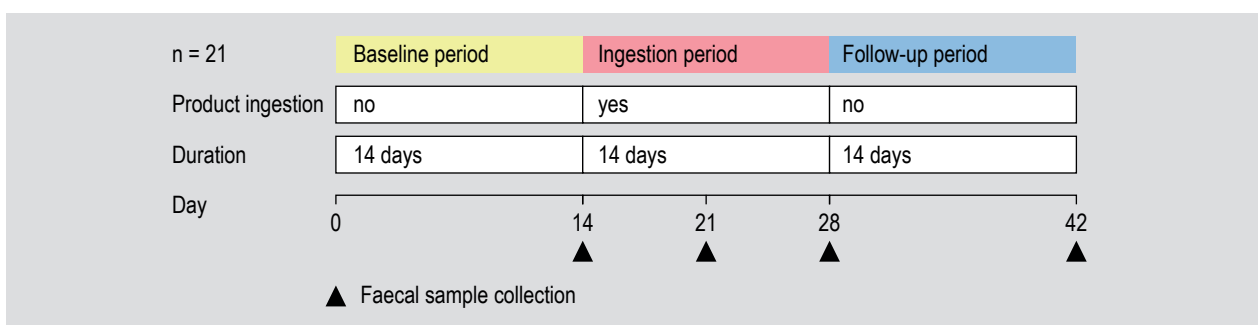 n = 21 Baseline period Ingestion period Follow-up period
Product ingestion no yes no
Duration 14 days 14 days 14 days
Day
0 14 21 28 42
▲ Faecal sample collection